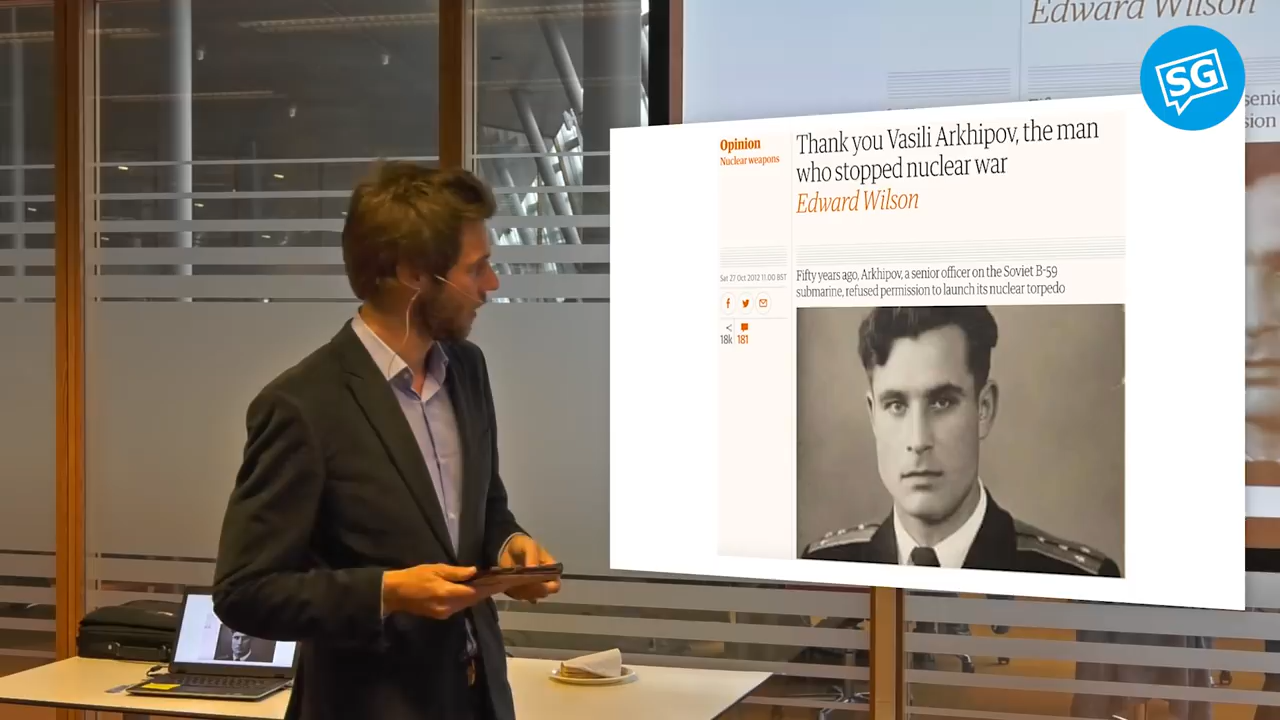 Edward Wilson
SG
senio
sion
Opinion
Nuclear weapons
Thank you Vasili Arkhipov, the man
who stopped nuclear war
Edward Wilson
Sat 27 Oct 2012 11.00 BST
Fifty years ago, Arkhipov, a senior officer on the Soviet B-59
submarine, refused permission to launch its nuclear torpedo
18k 181